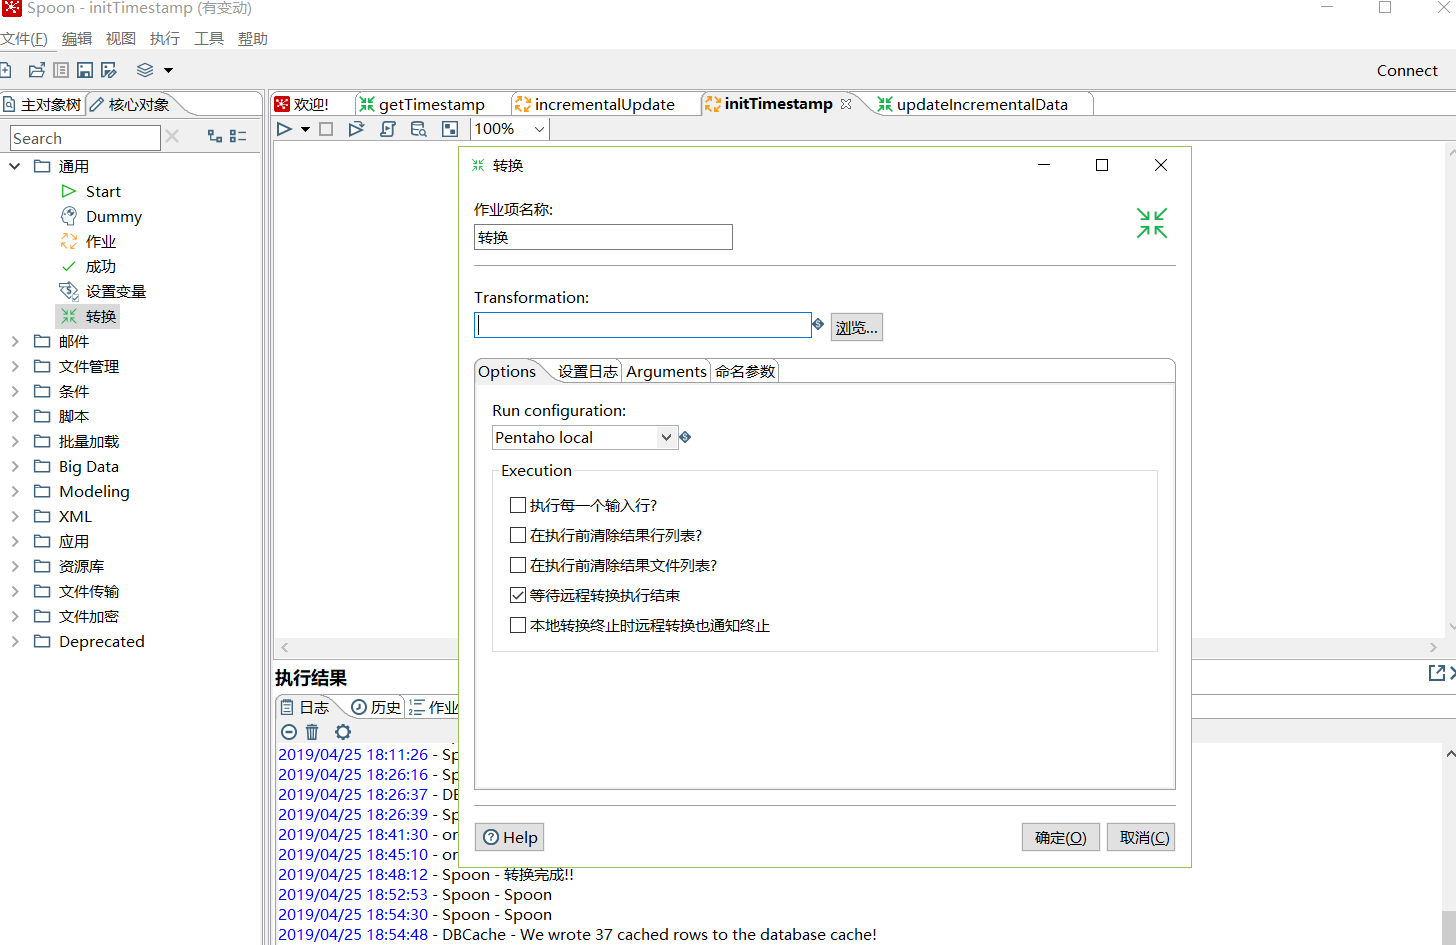 Spoon - initTimestamp (有变动)
文件(F) 编辑 视图 执行 工具 帮助
Connect
主对象树 核心对象
欢迎! getTimestamp incrementalUpdate initTimestamp updateIncrementalData
100%
Search
通用
Start
Dummy
作业
成功
设置变量
转换
邮件
文件管理
条件
脚本
批量加载
Big Data
Modeling
XML
应用
资源库
文件传输
文件加密
Deprecated
转换
作业项名称:
转换
Transformation:
浏览...
Options 设置日志 Arguments 命名参数
Run configuration:
Pentaho local
Execution
执行每一个输入行?
在执行前清除结果行列表?
在执行前清除结果文件列表?
等待远程转换执行结束
本地转换终止时远程转换也通知终止
Help 确定(O) 取消(C)
执行结果
日志 历史 作业
2019/04/25 18:11:26 - Sp
2019/04/25 18:26:16 - Sp
2019/04/25 18:26:37 - DB
2019/04/25 18:26:39 - Sp
2019/04/25 18:41:30 - or
2019/04/25 18:45:10 - or
2019/04/25 18:48:12 - Spoon - 转换完成!!
2019/04/25 18:52:53 - Spoon - Spoon
2019/04/25 18:54:30 - Spoon - Spoon
2019/04/25 18:54:48 - DBCache - We wrote 37 cached rows to the database cache!